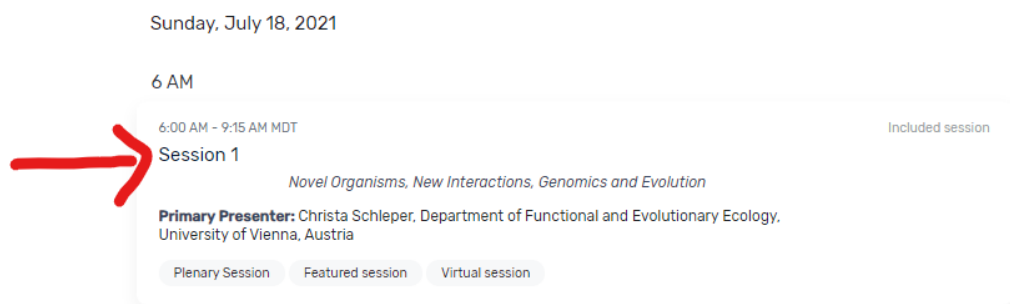 Sunday, July 18, 2021
6 AM
6:00 AM - 9:15 AM MDT
Included session
Session 1
Novel Organisms, New Interactions, Genomics and Evolution
Primary Presenter: Christa Schleper, Department of Functional and Evolutionary Ecology,
University of Vienna, Austria
Plenary Session
Featured session
Virtual session